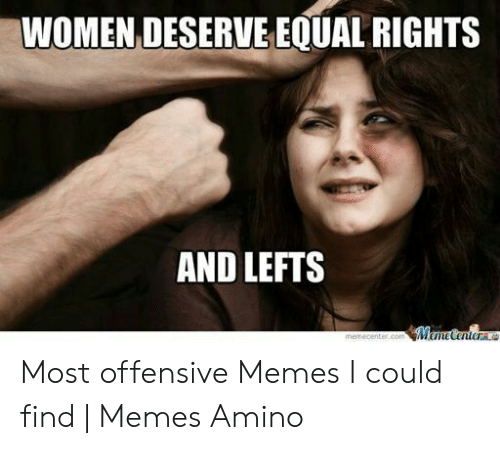 WOMEN DESERVE EQUAL RIGHTS
AND LEFTS
memecenter.com MemeCenter
Most offensive Memes I could
find | Memes Amino